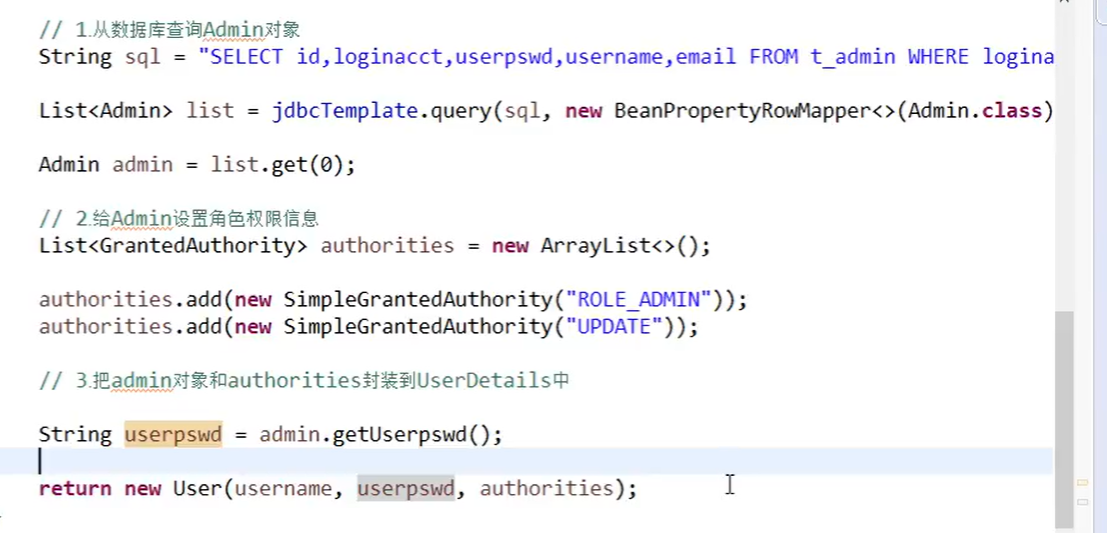 // 1.从数据库查询Admin对象
String sql = "SELECT id,loginacct,userpswd,username,email FROM t_admin WHERE logina
List<Admin> list = jdbcTemplate.query(sql, new BeanPropertyRowMapper<>(Admin.class)
Admin admin = list.get(0);
// 2.给Admin设置角色权限信息
List<GrantedAuthority> authorities = new ArrayList<>();
authorities.add(new SimpleGrantedAuthority("ROLE_ADMIN"));
authorities.add(new SimpleGrantedAuthority("UPDATE"));
// 3.把admin对象和authorities封装到UserDetails中
String userpswd = admin.getUserpswd();
return new User(username, userpswd, authorities);